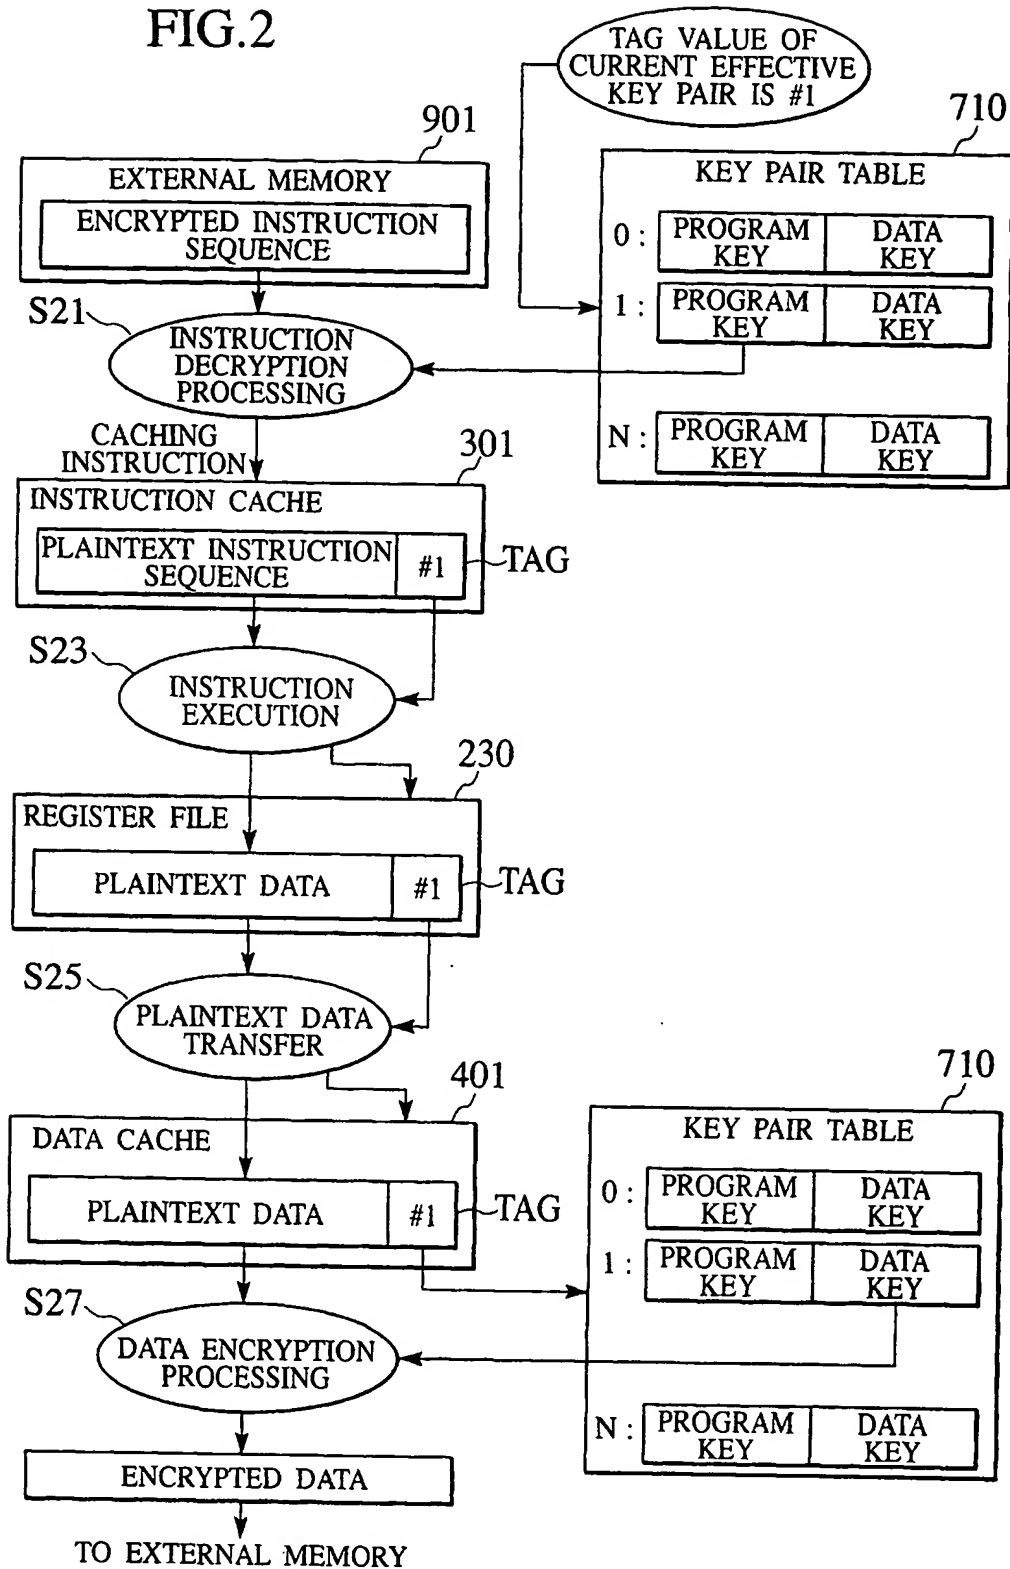 FIG.2
TAG VALUE OF
CURRENT EFFECTIVE
KEY PAIR IS #1
901
EXTERNAL MEMORY
ENCRYPTED INSTRUCTION
SEQUENCE
710
KEY PAIR TABLE
0 : PROGRAM KEY DATA KEY
1 : PROGRAM KEY DATA KEY
N : PROGRAM KEY DATA KEY
S21
INSTRUCTION
DECRYPTION
PROCESSING
CACHING
INSTRUCTION
301
INSTRUCTION CACHE
PLAINTEXT INSTRUCTION
SEQUENCE
#1
TAG
S23
INSTRUCTION
EXECUTION
230
REGISTER FILE
PLAINTEXT DATA #1 TAG
S25
PLAINTEXT DATA
TRANSFER
401
DATA CACHE
PLAINTEXT DATA #1 TAG
710
KEY PAIR TABLE
0 : PROGRAM KEY DATA KEY
1 : PROGRAM KEY DATA KEY
N : PROGRAM KEY DATA KEY
S27
DATA ENCRYPTION
PROCESSING
ENCRYPTED DATA
TO EXTERNAL MEMORY